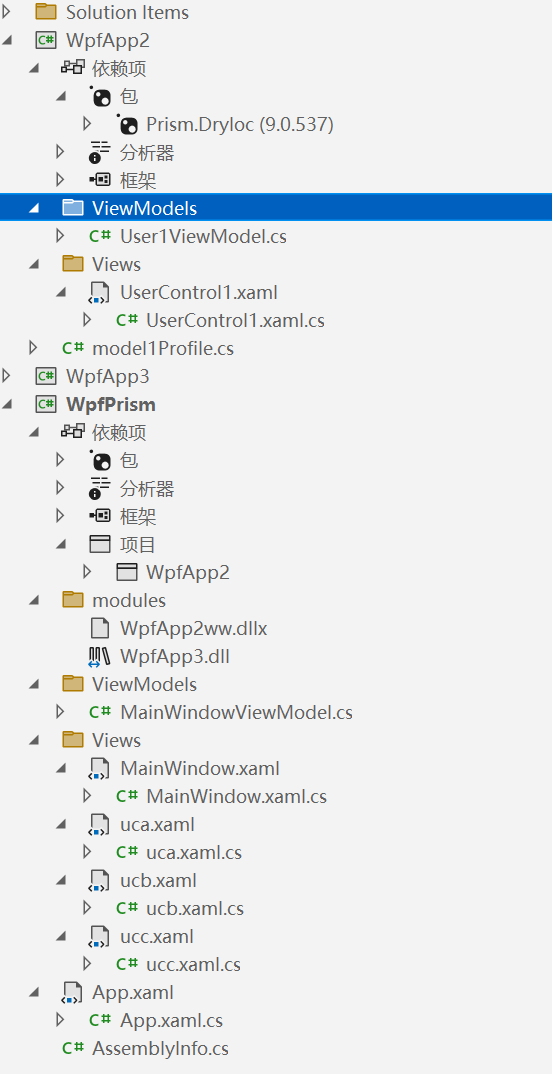 Solution Items
C# WpfApp2
依赖项
包
Prism.DryIoc (9.0.537)
分析器
框架
ViewModels
C# User1ViewModel.cs
Views
UserControl1.xaml
C# UserControl1.xaml.cs
C# model1Profile.cs
C# WpfApp3
C# WpfPrism
依赖项
包
分析器
框架
项目
WpfApp2
modules
WpfApp2ww.dllx
WpfApp3.dll
ViewModels
C# MainWindowViewModel.cs
Views
MainWindow.xaml
C# MainWindow.xaml.cs
uca.xaml
C# uca.xaml.cs
ucb.xaml
C# ucb.xaml.cs
ucc.xaml
C# ucc.xaml.cs
App.xaml
C# App.xaml.cs
C# AssemblyInfo.cs